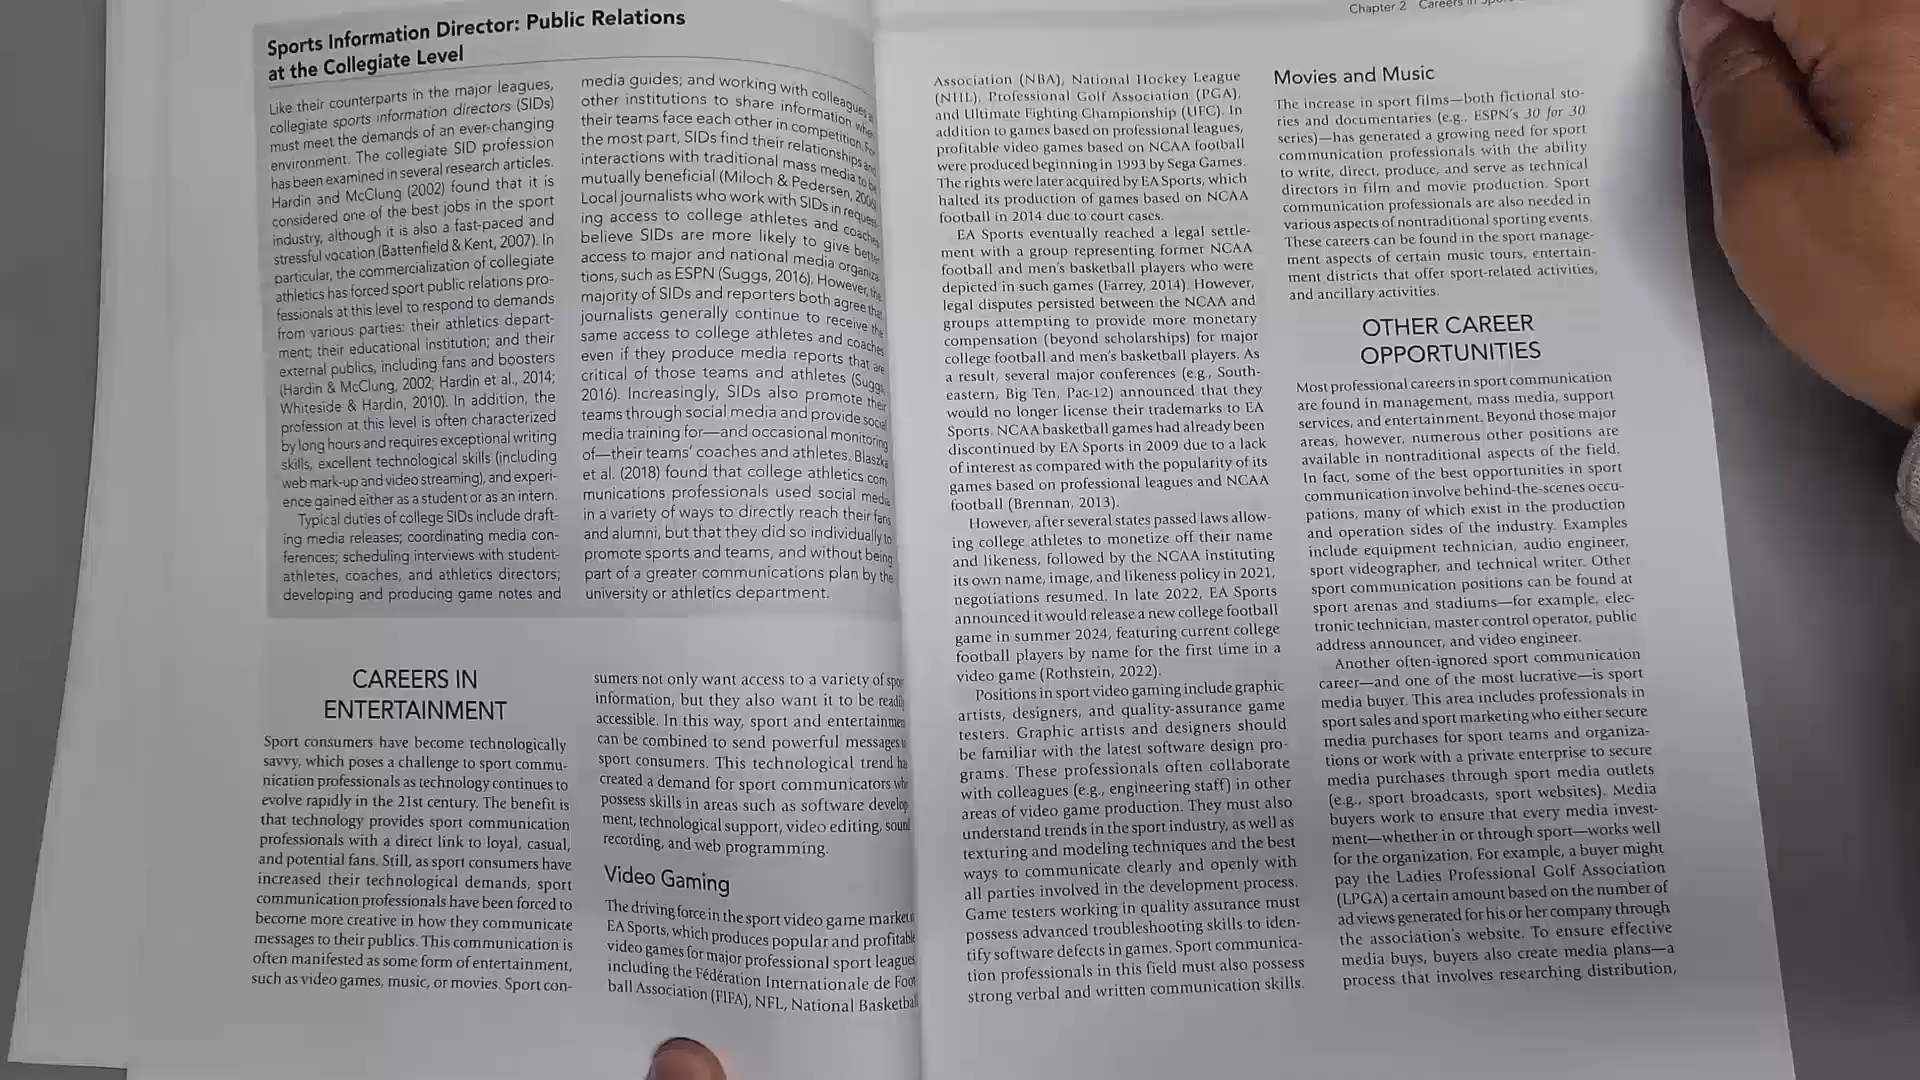 Sports Information Director: Public Relations
at the Collegiate Level
Like their counterparts in the major leagues,
collegiate sports information directors (SIDs)
must meet the demands of an ever-changing
environment. The collegiate SID profession
has been examined in several research articles.
Hardin and McClung (2002) found that it is
considered one of the best jobs in the sport
industry, although it is also a fast-paced and
stressful vocation (Battenfield & Kent, 2007). In
particular, the commercialization of collegiate
athletics has forced sport public relations pro-
fessionals at this level to respond to demands
from various parties: their athletics depart-
ment; their educational institution; and their
external publics, including fans and boosters
(Hardin & McClung, 2002; Hardin et al., 2014;
Whiteside & Hardin, 2010). In addition, the
profession at this level is often characterized
by long hours and requires exceptional writing
skills, excellent technological skills (including
web mark-up and video streaming), and experi-
ence gained either as a student or as an intern.
Typical duties of college SIDs include draft-
ing media releases; coordinating media con-
ferences; scheduling interviews with student-
athletes, coaches, and athletics directors;
developing and producing game notes and
media guides; and working with colleagues
other institutions to share information when
their teams face each other in competition. For
the most part, SIDs find their relationships and
interactions with traditional mass media to be
mutually beneficial (Miloch & Pedersen, 2006).
Local journalists who work with SIDs in request-
ing access to college athletes and coaches
believe SIDs are more likely to give better
access to major and national media organiza-
tions, such as ESPN (Suggs, 2016). However, the
majority of SIDs and reporters both agree that
journalists generally continue to receive the
same access to college athletes and coaches
even if they produce media reports that are
critical of those teams and athletes (Suggs,
2016). Increasingly, SIDs also promote their
teams through social media and provide social
media training for—and occasional monitoring
of—their teams' coaches and athletes. Blaszka
et al. (2018) found that college athletics com-
munications professionals used social media
in a variety of ways to directly reach their fans
and alumni, but that they did so individually to
promote sports and teams, and without being
part of a greater communications plan by the
university or athletics department.
CAREERS IN
ENTERTAINMENT
Sport consumers have become technologically
savvy, which poses a challenge to sport commu-
nication professionals as technology continues to
evolve rapidly in the 21st century. The benefit is
that technology provides sport communication
professionals with a direct link to loyal, casual,
and potential fans. Still, as sport consumers have
increased their technological demands, sport
communication professionals have been forced to
become more creative in how they communicate
messages to their publics. This communication is
often manifested as some form of entertainment,
such as video games, music, or movies. Sport con-
sumers not only want access to a variety of spor
information, but they also want it to be readily
accessible. In this way, sport and entertainmen
can be combined to send powerful messages t
sport consumers. This technological trend ha
created a demand for sport communicators who
possess skills in areas such as software develop-
ment, technological support, video editing, sound
recording, and web programming.
Video Gaming
The driving force in the sport video game market
EA Sports, which produces popular and profitable
video games for major professional sport leagues
including the Fédération Internationale de Foot
ball Association (FIFA), NFL, National Basketball
Chapter 2 Careers in
Association (NBA), National Hockey League
(NHL), Professional Golf Association (PGA),
and Ultimate Fighting Championship (UFC). In
addition to games based on professional leagues,
profitable video games based on NCAA football
were produced beginning in 1993 by Sega Games.
The rights were later acquired by EA Sports, which
halted its production of games based on NCAA
football in 2014 due to court cases.
EA Sports eventually reached a legal settle-
ment with a group representing former NCAA
football and men's basketball players who were
depicted in such games (Farrey, 2014). However,
legal disputes persisted between the NCAA and
groups attempting to provide more monetary
compensation (beyond scholarships) for major
college football and men's basketball players. As
a result, several major conferences (e.g., South-
eastern, Big Ten, Pac-12) announced that they
would no longer license their trademarks to EA
Sports. NCAA basketball games had already been
discontinued by EA Sports in 2009 due to a lack
of interest as compared with the popularity of its
games based on professional leagues and NCAA
football (Brennan, 2013).
However, after several states passed laws allow-
ing college athletes to monetize off their name
and likeness, followed by the NCAA instituting
its own name, image, and likeness policy in 2021,
negotiations resumed. In late 2022, EA Sports
announced it would release a new college football
game in summer 2024, featuring current college
football players by name for the first time in a
video game (Rothstein, 2022).
Positions in sport video gaming include graphic
artists, designers, and quality-assurance game
testers. Graphic artists and designers should
be familiar with the latest software design pro-
grams. These professionals often collaborate
with colleagues (e.g., engineering staff) in other
areas of video game production. They must also
understand trends in the sport industry, as well as
texturing and modeling techniques and the best
ways to communicate clearly and openly with
all parties involved in the development process.
Game testers working in quality assurance must
possess advanced troubleshooting skills to iden-
tify software defects in games. Sport communica-
tion professionals in this field must also possess
strong verbal and written communication skills.
Movies and Music
The increase in sport films—both fictional sto-
ries and documentaries (e.g., ESPN's 30 for 30
series)—has generated a growing need for sport
communication professionals with the ability
to write, direct, produce, and serve as technical
directors in film and movie production. Sport
communication professionals are also needed in
various aspects of nontraditional sporting events.
These careers can be found in the sport manage-
ment aspects of certain music tours, entertain-
ment districts that offer sport-related activities,
and ancillary activities.
OTHER CAREER
OPPORTUNITIES
Most professional careers in sport communication
are found in management, mass media, support
services, and entertainment. Beyond those major
areas, however, numerous other positions are
available in nontraditional aspects of the field.
In fact, some of the best opportunities in sport
communication involve behind-the-scenes occu-
pations, many of which exist in the production
and operation sides of the industry. Examples
include equipment technician, audio engineer,
sport videographer, and technical writer. Other
sport communication positions can be found at
sport arenas and stadiums—for example, elec-
tronic technician, master control operator, public
address announcer, and video engineer.
Another often-ignored sport communication
career—and one of the most lucrative—is sport
media buyer. This area includes professionals in
sport sales and sport marketing who either secure
media purchases for sport teams and organiza-
tions or work with a private enterprise to secure
media purchases through sport media outlets
(e.g., sport broadcasts, sport websites). Media
buyers work to ensure that every media invest-
ment—whether in or through sport—works well
for the organization. For example, a buyer might
pay the Ladies Professional Golf Association
(LPGA) a certain amount based on the number of
ad views generated for his or her company through
the association's website. To ensure effective
media buys, buyers also create media plans—a
process that involves researching distribution,